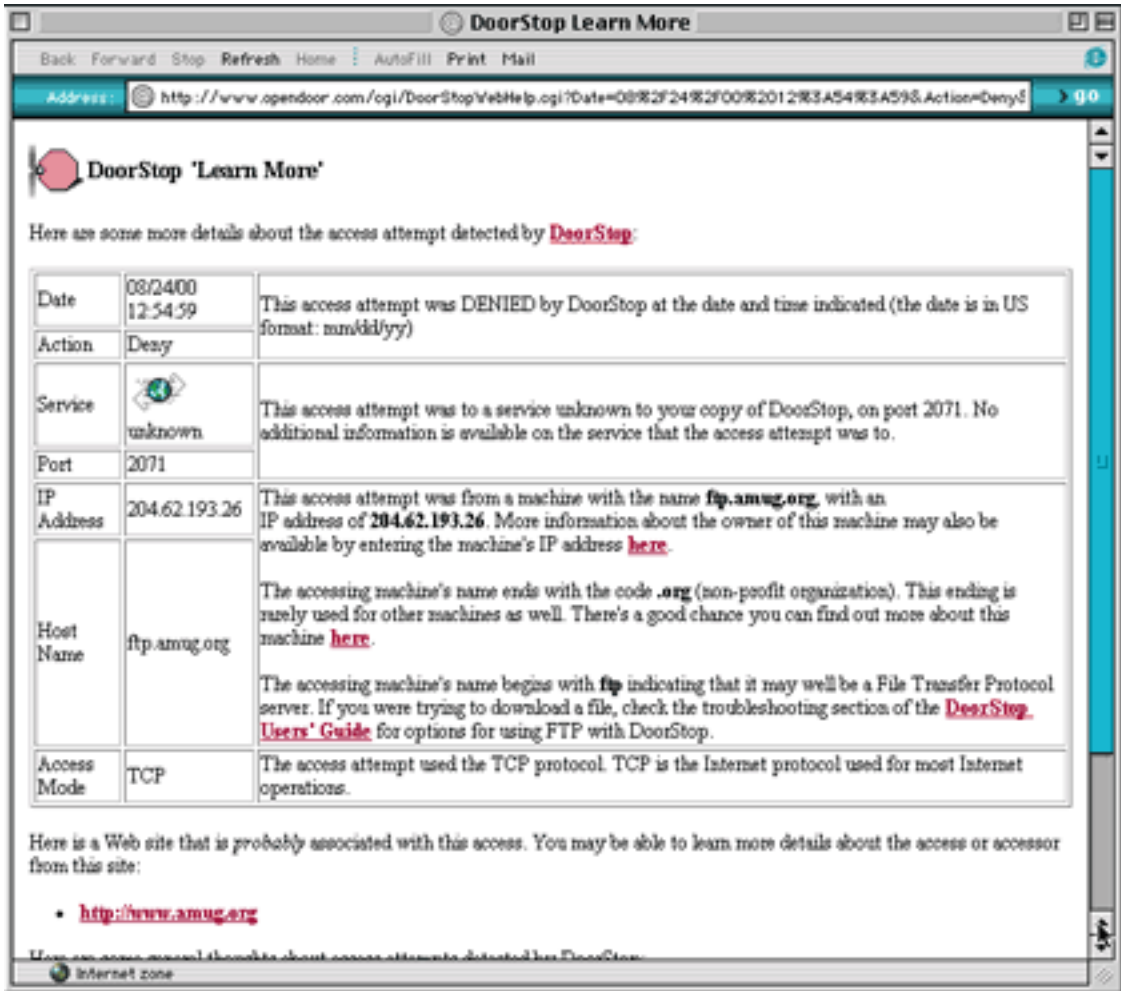 DoorStop Learn More
Back Forward Stop Refresh Home AutoFill Print Mail
Address: http://www.opendoor.com/cgi/DoorStopWebHelp.cgi?Date=08%2F24%2F00%2012%3A54%3A59&Action=Deny& go
DoorStop 'Learn More'
Here are some more details about the access attempt detected by DoorStop:
Date
08/24/00
12:54:59
This access attempt was DENIED by DoorStop at the date and time indicated (the date is in US
format: mm/dd/yy)
Action
Deny
Service
unknown
This access attempt was to a service unknown to your copy of DoorStop, on port 2071. No
additional information is available on the service that the access attempt was to.
Port
2071
IP
Address
204.62.193.26
This access attempt was from a machine with the name ftp.amug.org, with an
IP address of 204.62.193.26. More information about the owner of this machine may also be
available by entering the machine's IP address here.
Host
Name
ftp.amug.org
The accessing machine's name ends with the code .org (non-profit organization). This ending is
rarely used for other machines as well. There's a good chance you can find out more about this
machine here.
The accessing machine's name begins with ftp indicating that it may well be a File Transfer Protocol
server. If you were trying to download a file, check the troubleshooting section of the DoorStop
Users' Guide for options for using FTP with DoorStop.
Access
Mode
TCP
The access attempt used the TCP protocol. TCP is the Internet protocol used for most Internet
operations.
Here is a Web site that is probably associated with this access. You may be able to learn more details about the access or accessor
from this site:
• http://www.amug.org
Here are some general thoughts about access attempts detected by DoorStop:
Internet zone